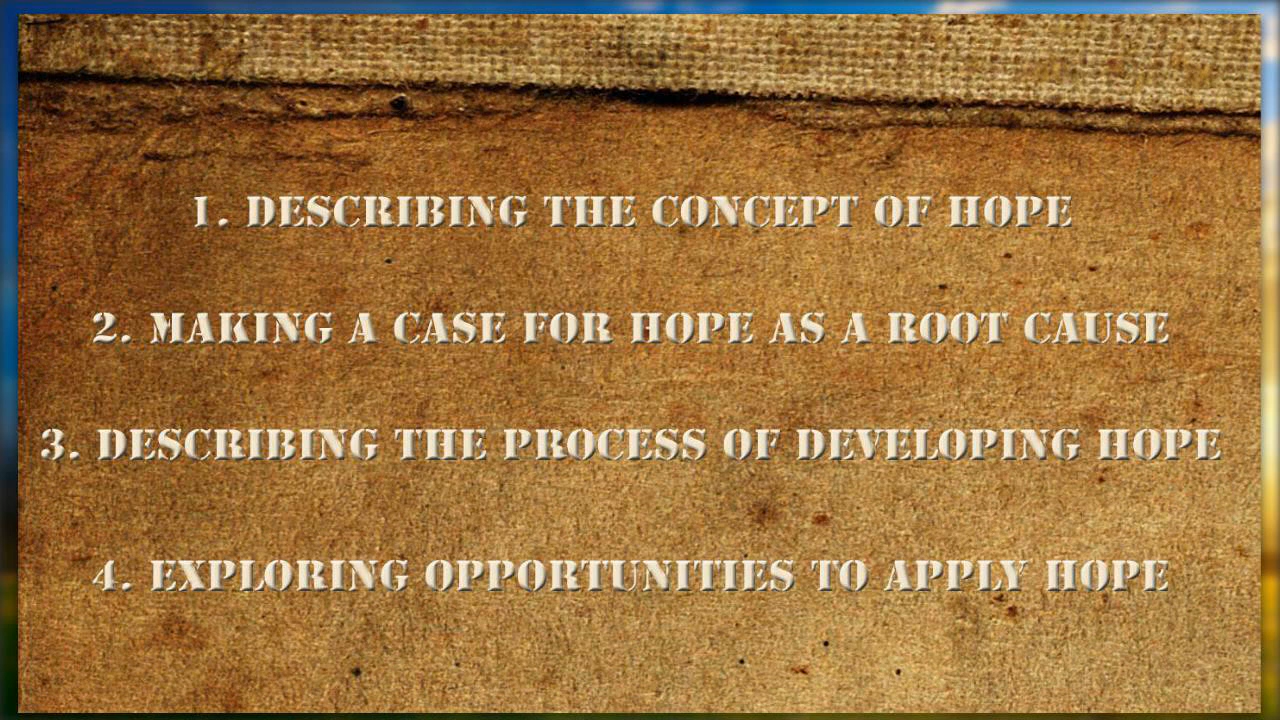 1. DESCRIBING THE CONCEPT OF HOPE
2. MAKING A CASE FOR HOPE AS A ROOT CAUSE
3. DESCRIBING THE PROCESS OF DEVELOPING HOPE
4. EXPLORING OPPORTUNITIES TO APPLY HOPE